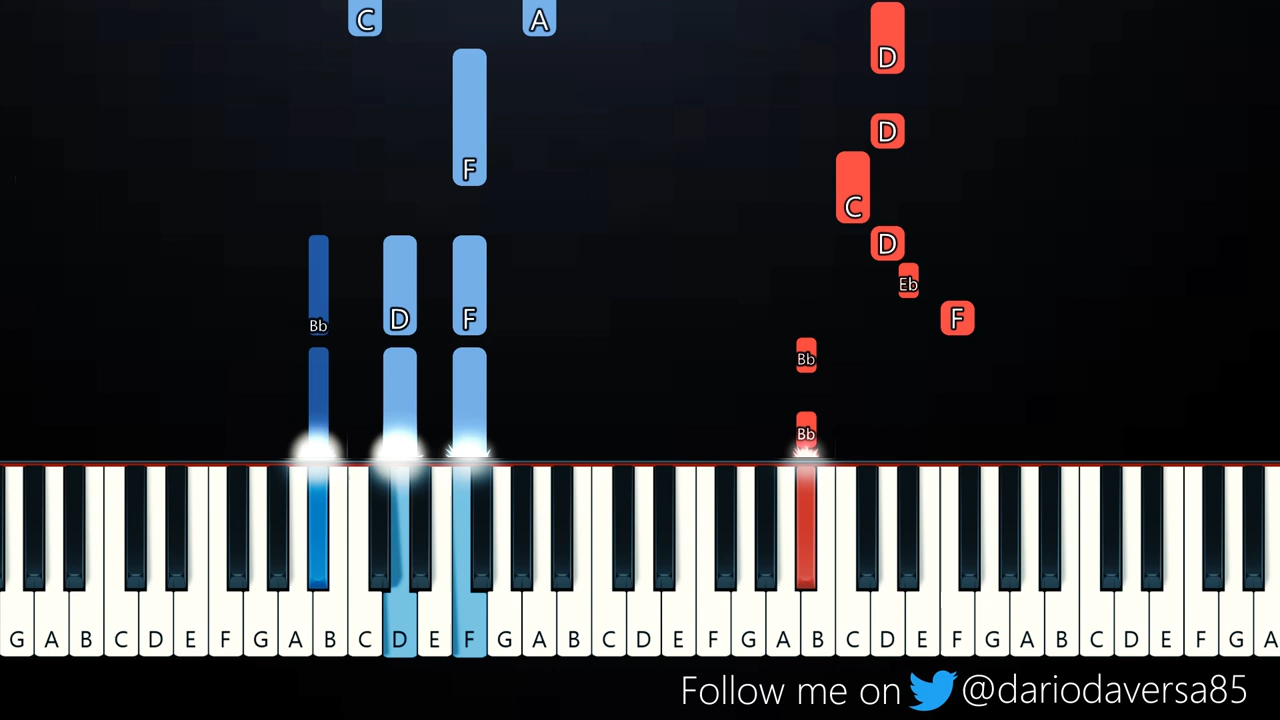 C A D
D
F C
D
Eb
Bb D F F
Bb
Bb
G A B C D E F G A B C D E F G A B C D E F G A B C D E F G A B C D E F G A
Follow me on @dariodaversa85